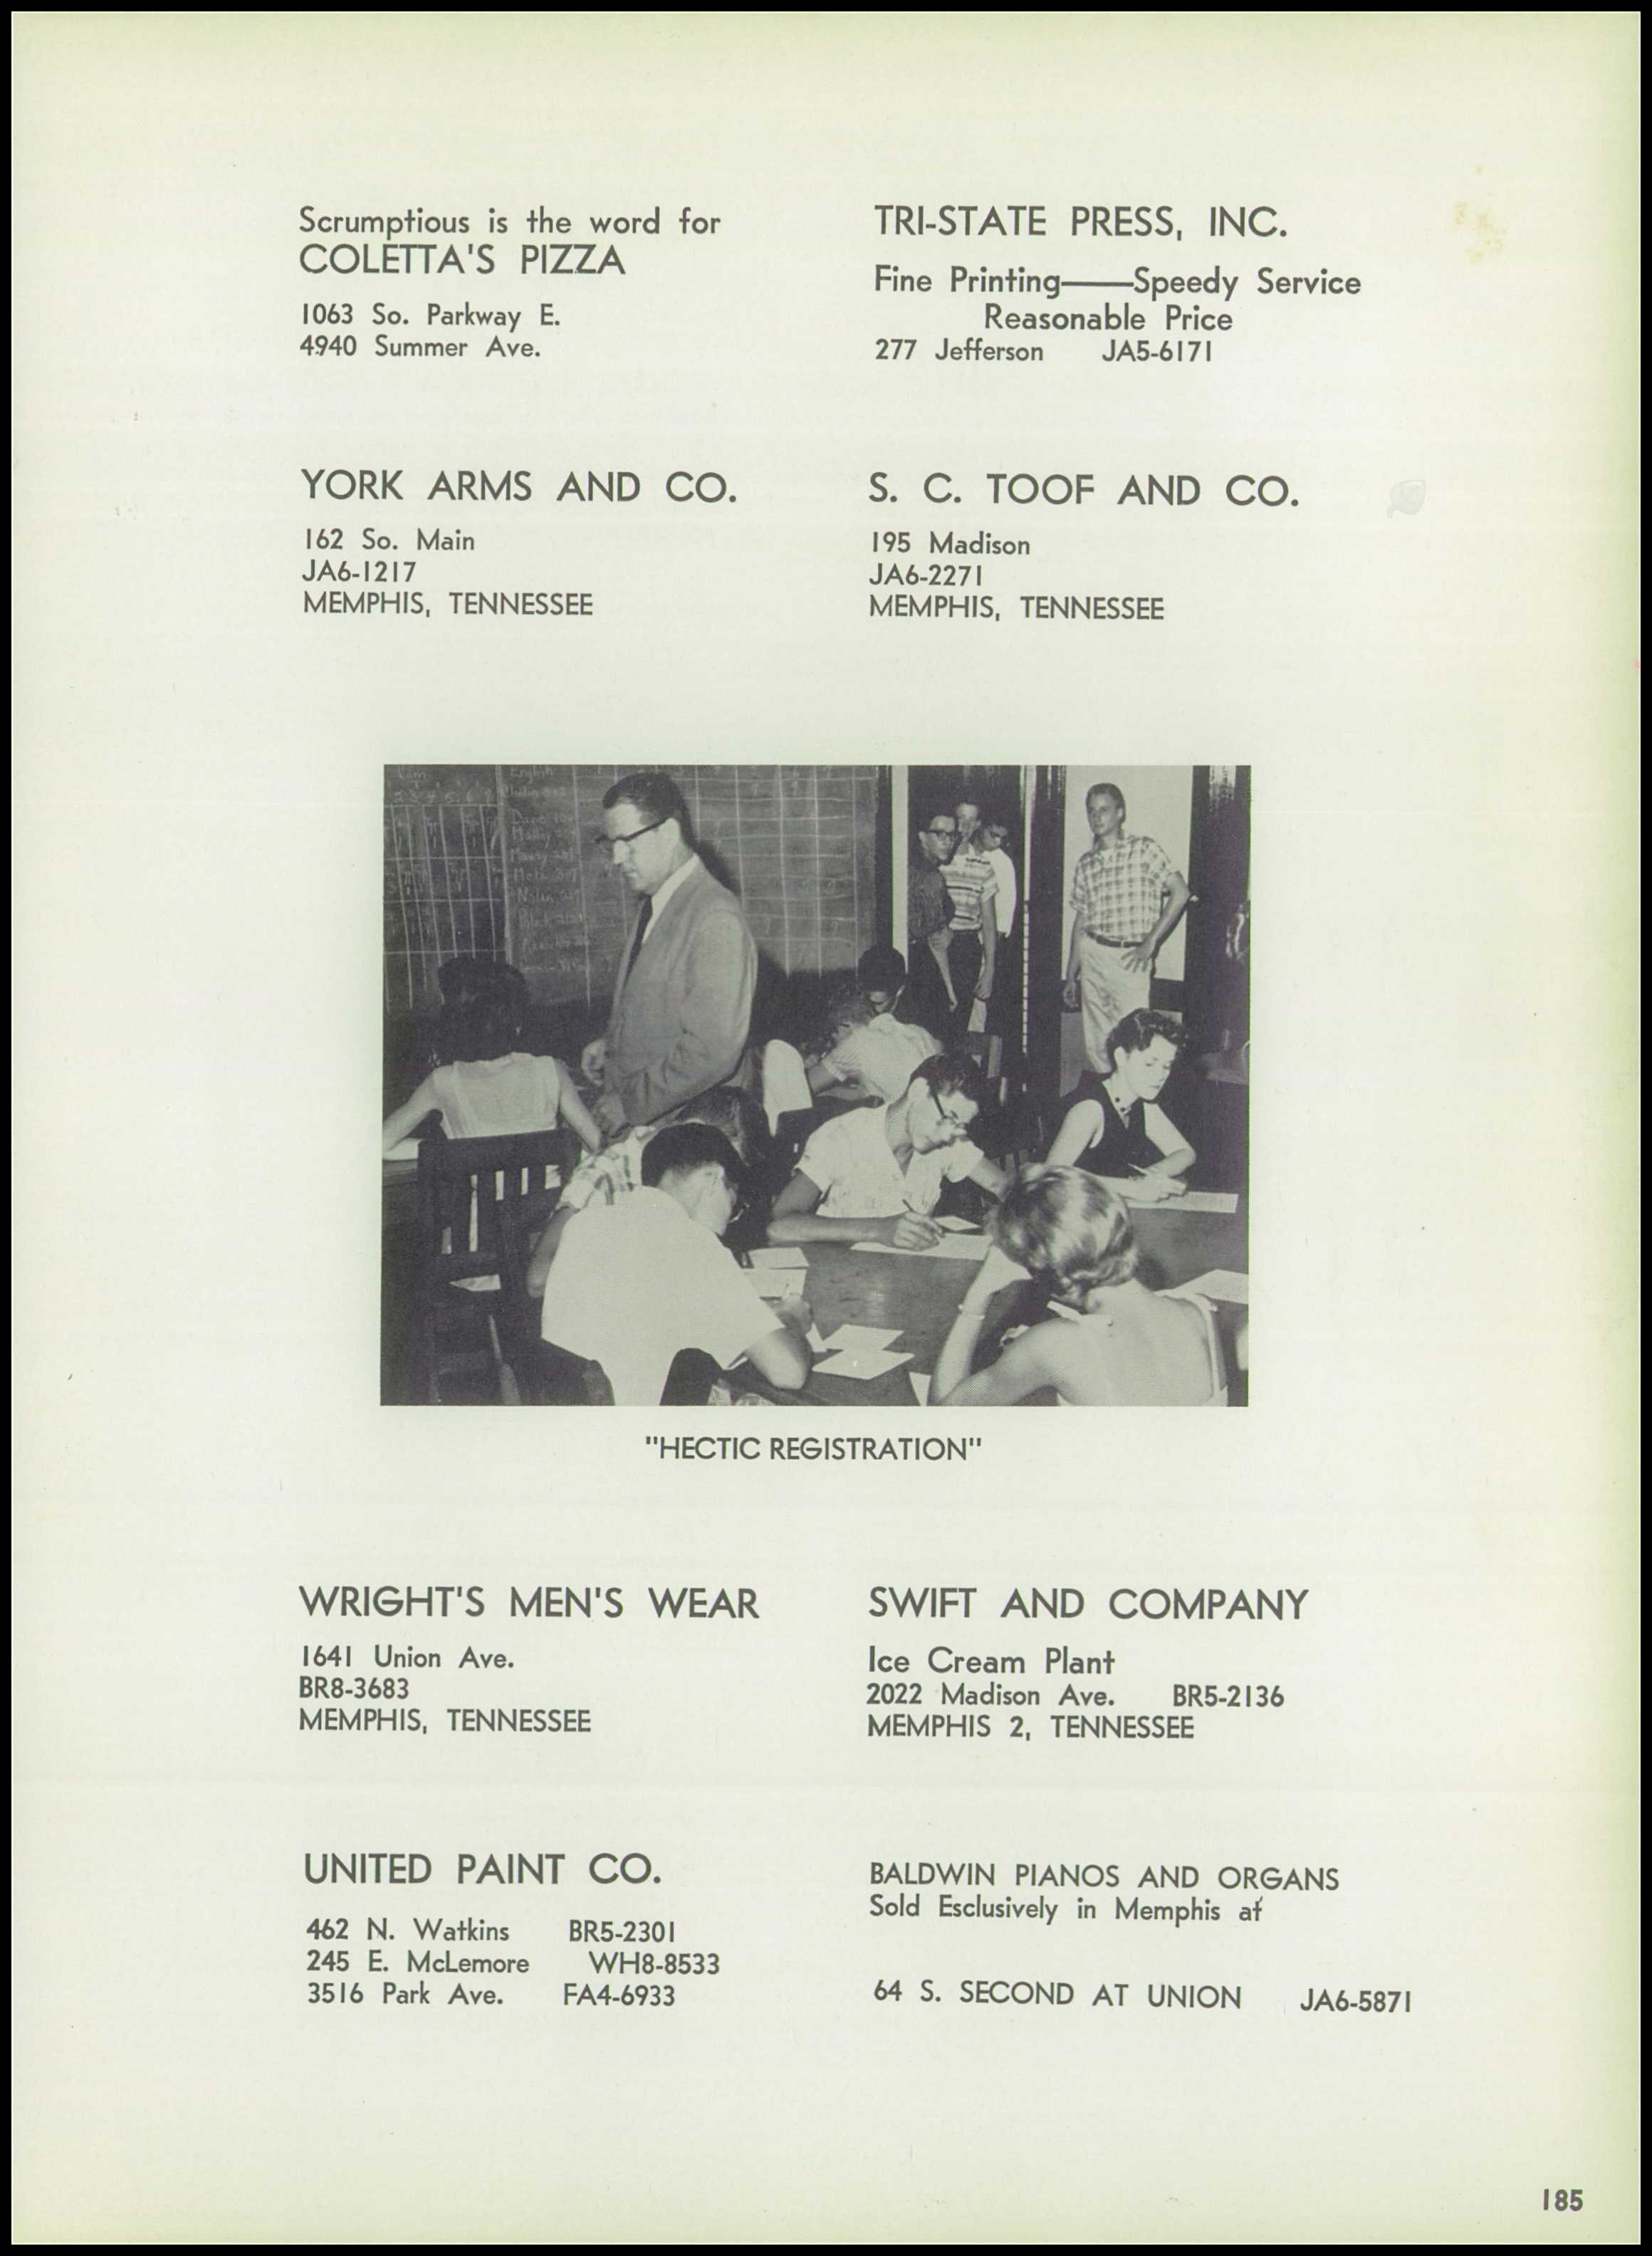 Scrumptious is the word for
COLETTA'S PIZZA
1063 So. Parkway E.
4940 Summer Ave.
TRI-STATE PRESS, INC.
Fine Printing——Speedy Service
Reasonable Price
277 Jefferson JA5-6171
YORK ARMS AND CO.
162 So. Main
JA6-1217
MEMPHIS, TENNESSEE
S. C. TOOF AND CO.
195 Madison
JA6-2271
MEMPHIS, TENNESSEE
English
"HECTIC REGISTRATION"
WRIGHT'S MEN'S WEAR
1641 Union Ave.
BR8-3683
MEMPHIS, TENNESSEE
SWIFT AND COMPANY
Ice Cream Plant
2022 Madison Ave. BR5-2136
MEMPHIS 2, TENNESSEE
UNITED PAINT CO.
462 N. Watkins BR5-2301
245 E. McLemore WH8-8533
3516 Park Ave. FA4-6933
BALDWIN PIANOS AND ORGANS
Sold Esclusively in Memphis at
64 S. SECOND AT UNION JA6-5871
185